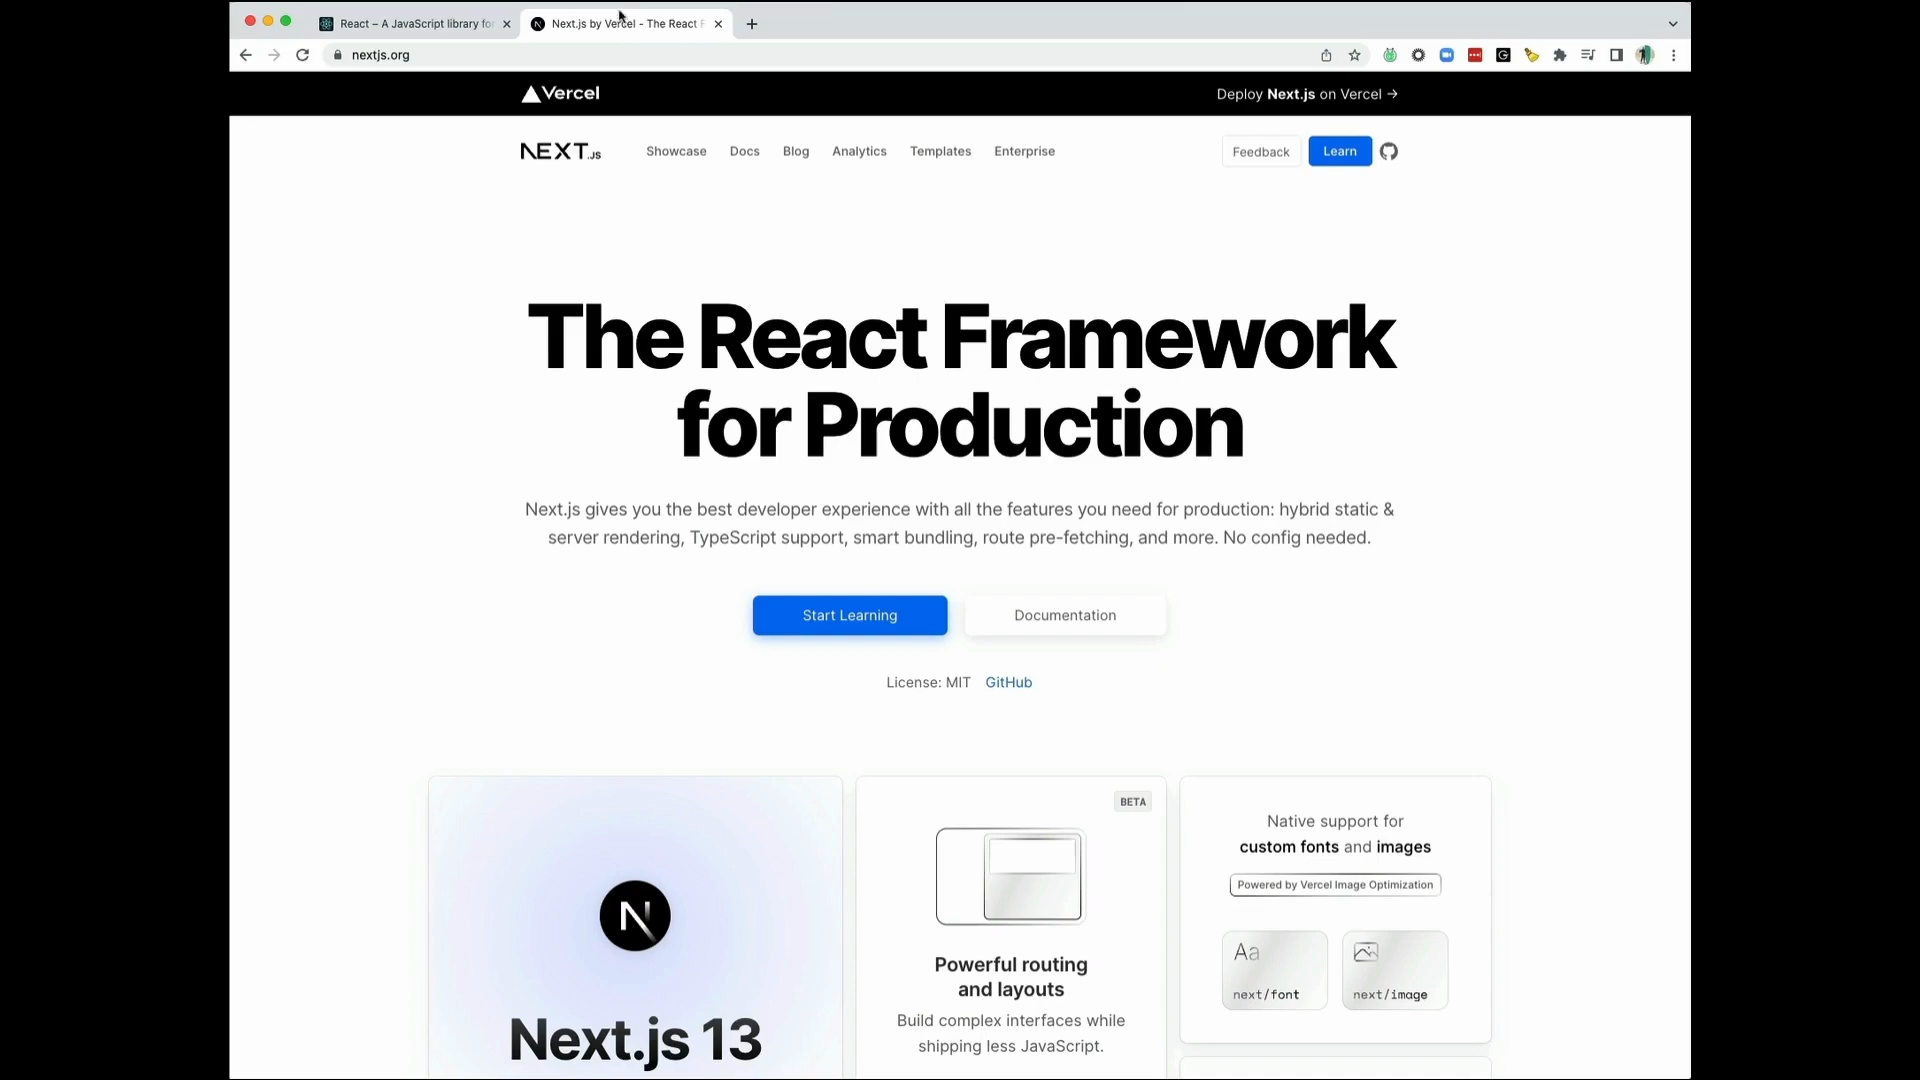 React – A JavaScript library for
Next.js by Vercel - The React F
nextjs.org
Vercel
Deploy Next.js on Vercel →
NEXT.JS
Showcase
Docs
Blog
Analytics
Templates
Enterprise
Feedback
Learn
The React Framework
for Production
Next.js gives you the best developer experience with all the features you need for production: hybrid static &
server rendering, TypeScript support, smart bundling, route pre-fetching, and more. No config needed.
Start Learning
Documentation
License: MIT GitHub
N
Next.js 13
BETA
Powerful routing
and layouts
Build complex interfaces while
shipping less JavaScript.
Native support for
custom fonts and images
Powered by Vercel Image Optimization
Aa
next/font
next/image